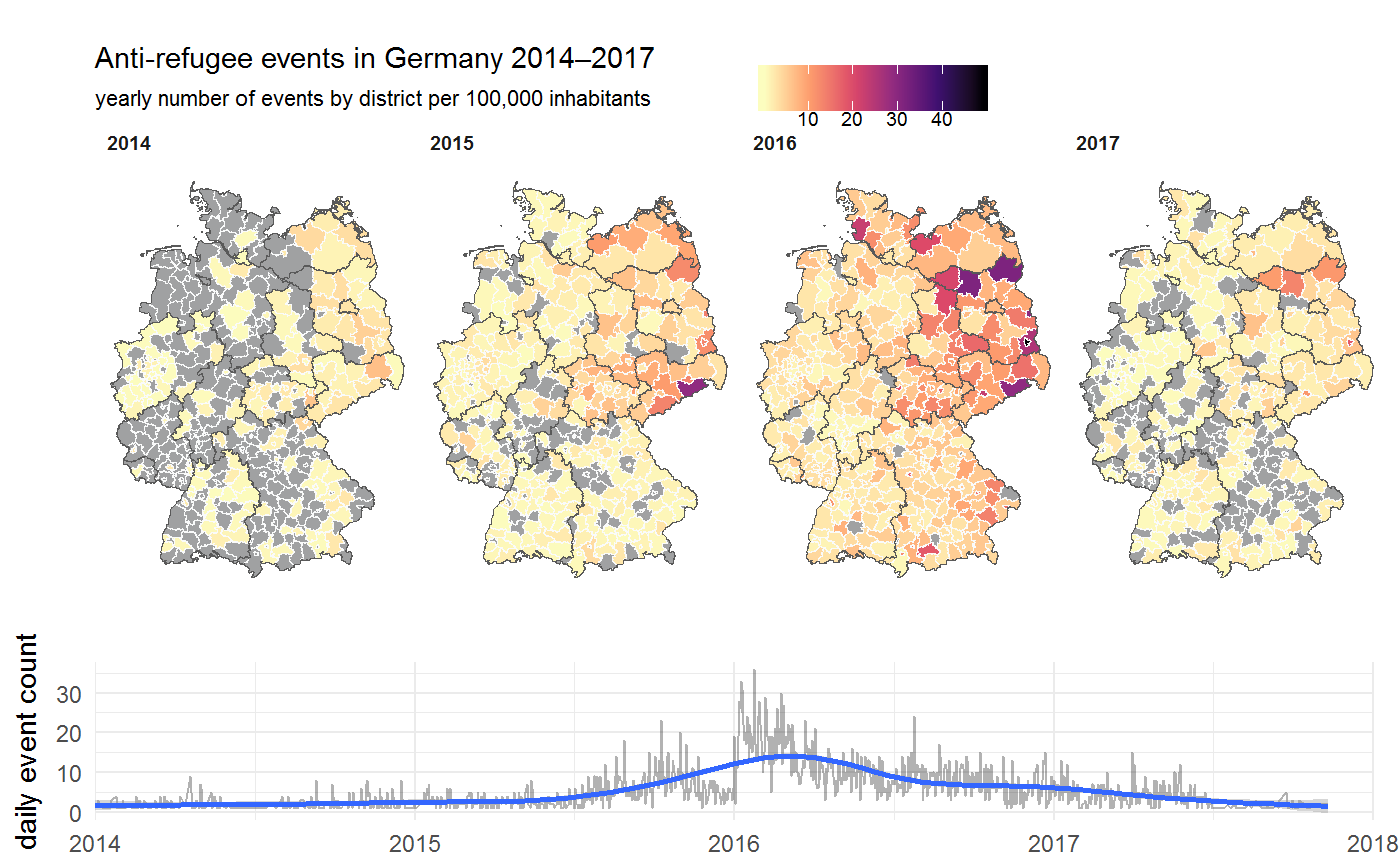 Anti-refugee events in Germany 2014–2017
yearly number of events by district per 100,000 inhabitants
10 20 30 40
2014 2015 2016 2017
daily event count
30
20
10
0
2014 2015 2016 2017 2018